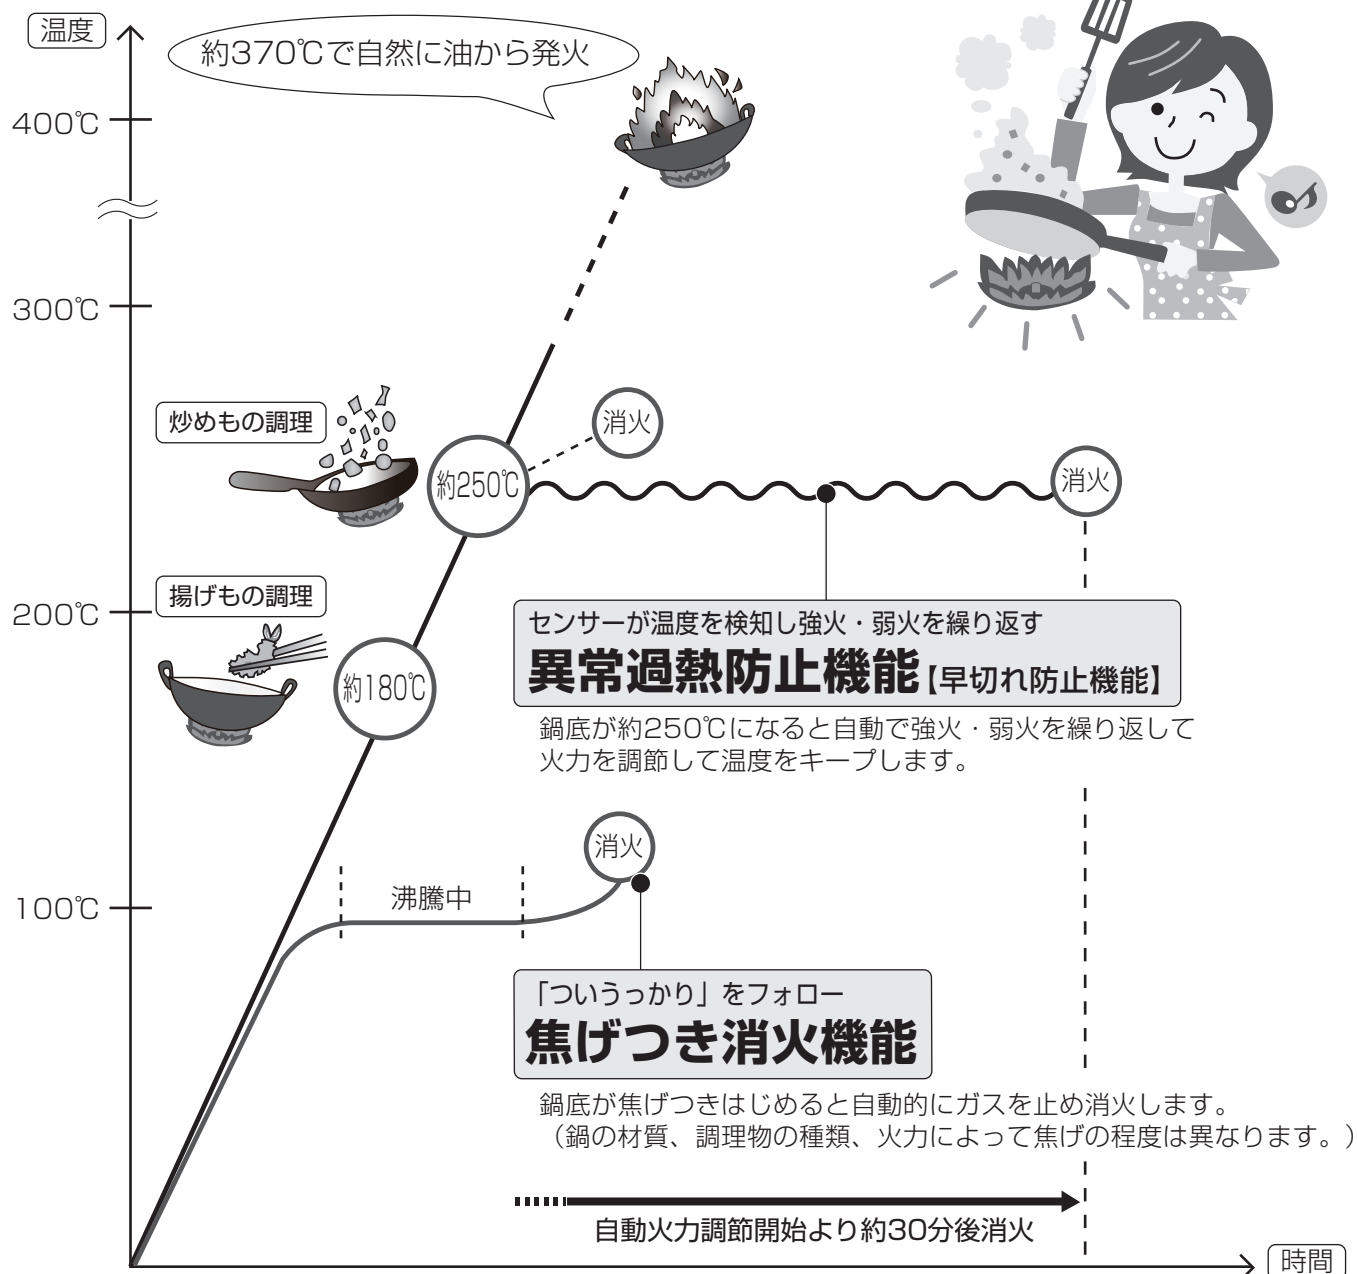 温度
約370℃で自然に油から発火
400℃
300℃
炒めもの調理
消火
約250℃
消火
揚げもの調理
200℃
約180℃
センサーが温度を検知し強火・弱火を繰り返す
異常過熱防止機能【早切れ防止機能】
鍋底が約250℃になると自動で強火・弱火を繰り返して
火力を調節して温度をキープします。
消火
沸騰中
100℃
「ついうっかり」をフォロー
焦げつき消火機能
鍋底が焦げつきはじめると自動的にガスを止め消火します。
（鍋の材質、調理物の種類、火力によって焦げの程度は異なります。）
自動火力調節開始より約30分後消火
時間